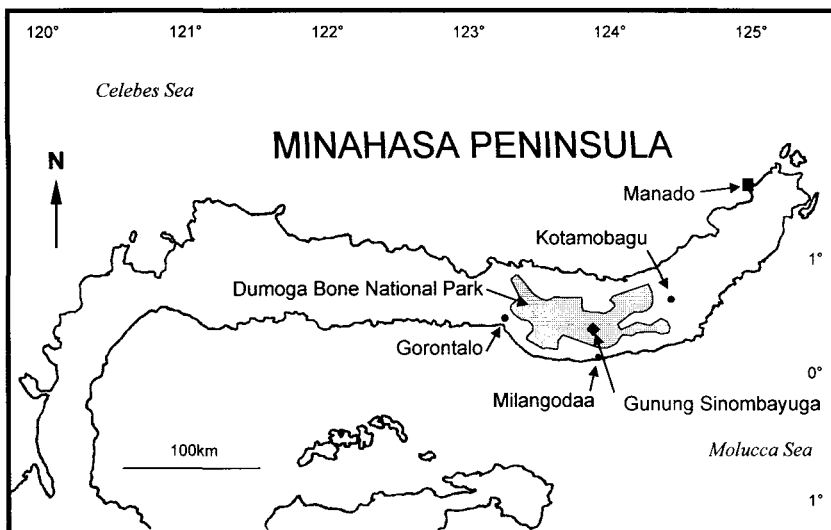 120° 121° 122° 123° 124° 125°
Celebes Sea
MINAHASA PENINSULA
N
Manado
Kotamobagu
1°
Dumoga Bone National Park
Gorontalo
0°
Milangodaa
Gunung Sinombayuga
100km
Molucca Sea
1°